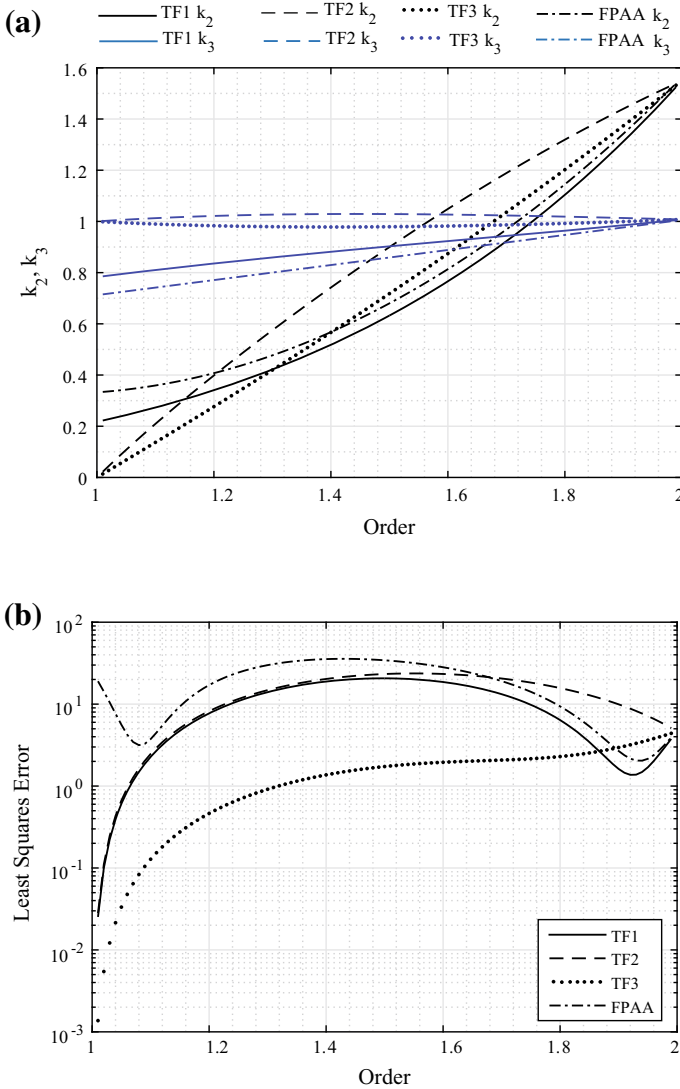 (a)
TF1 k2 TF2 k2 TF3 k2 FPAA k2
TF1 k3 TF2 k3 TF3 k3 FPAA k3
1.6
1.4
1.2
1
0.8
0.6
0.4
0.2
0
k2, k3
1 1.2 1.4 1.6 1.8 2
Order
(b)
10^2
10^1
10^0
10^-1
10^-2
10^-3
Least Squares Error
TF1
TF2
TF3
FPAA
1 1.2 1.4 1.6 1.8 2
Order